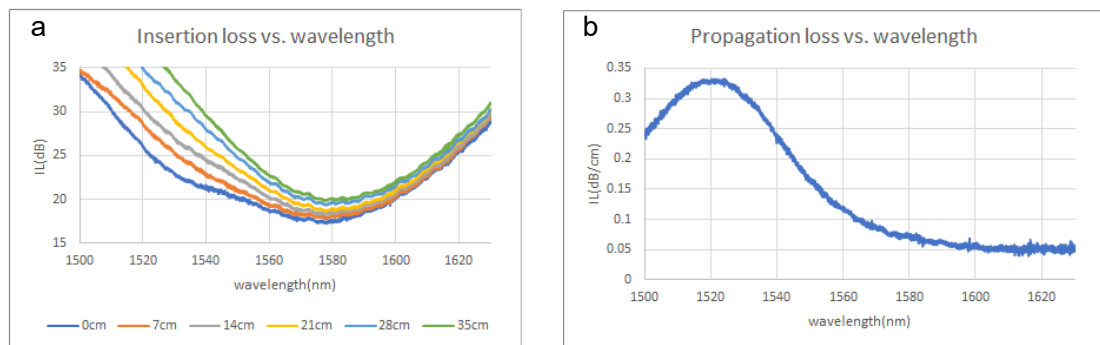 a
Insertion loss vs. wavelength
IL(dB)
35
30
25
20
15
1500 1520 1540 1560 1580 1600 1620
wavelength(nm)
0cm 7cm 14cm 21cm 28cm 35cm
b
Propagation loss vs. wavelength
IL(dB/cm)
0.35
0.3
0.25
0.2
0.15
0.1
0.05
0
1500 1520 1540 1560 1580 1600 1620
wavelength(nm)